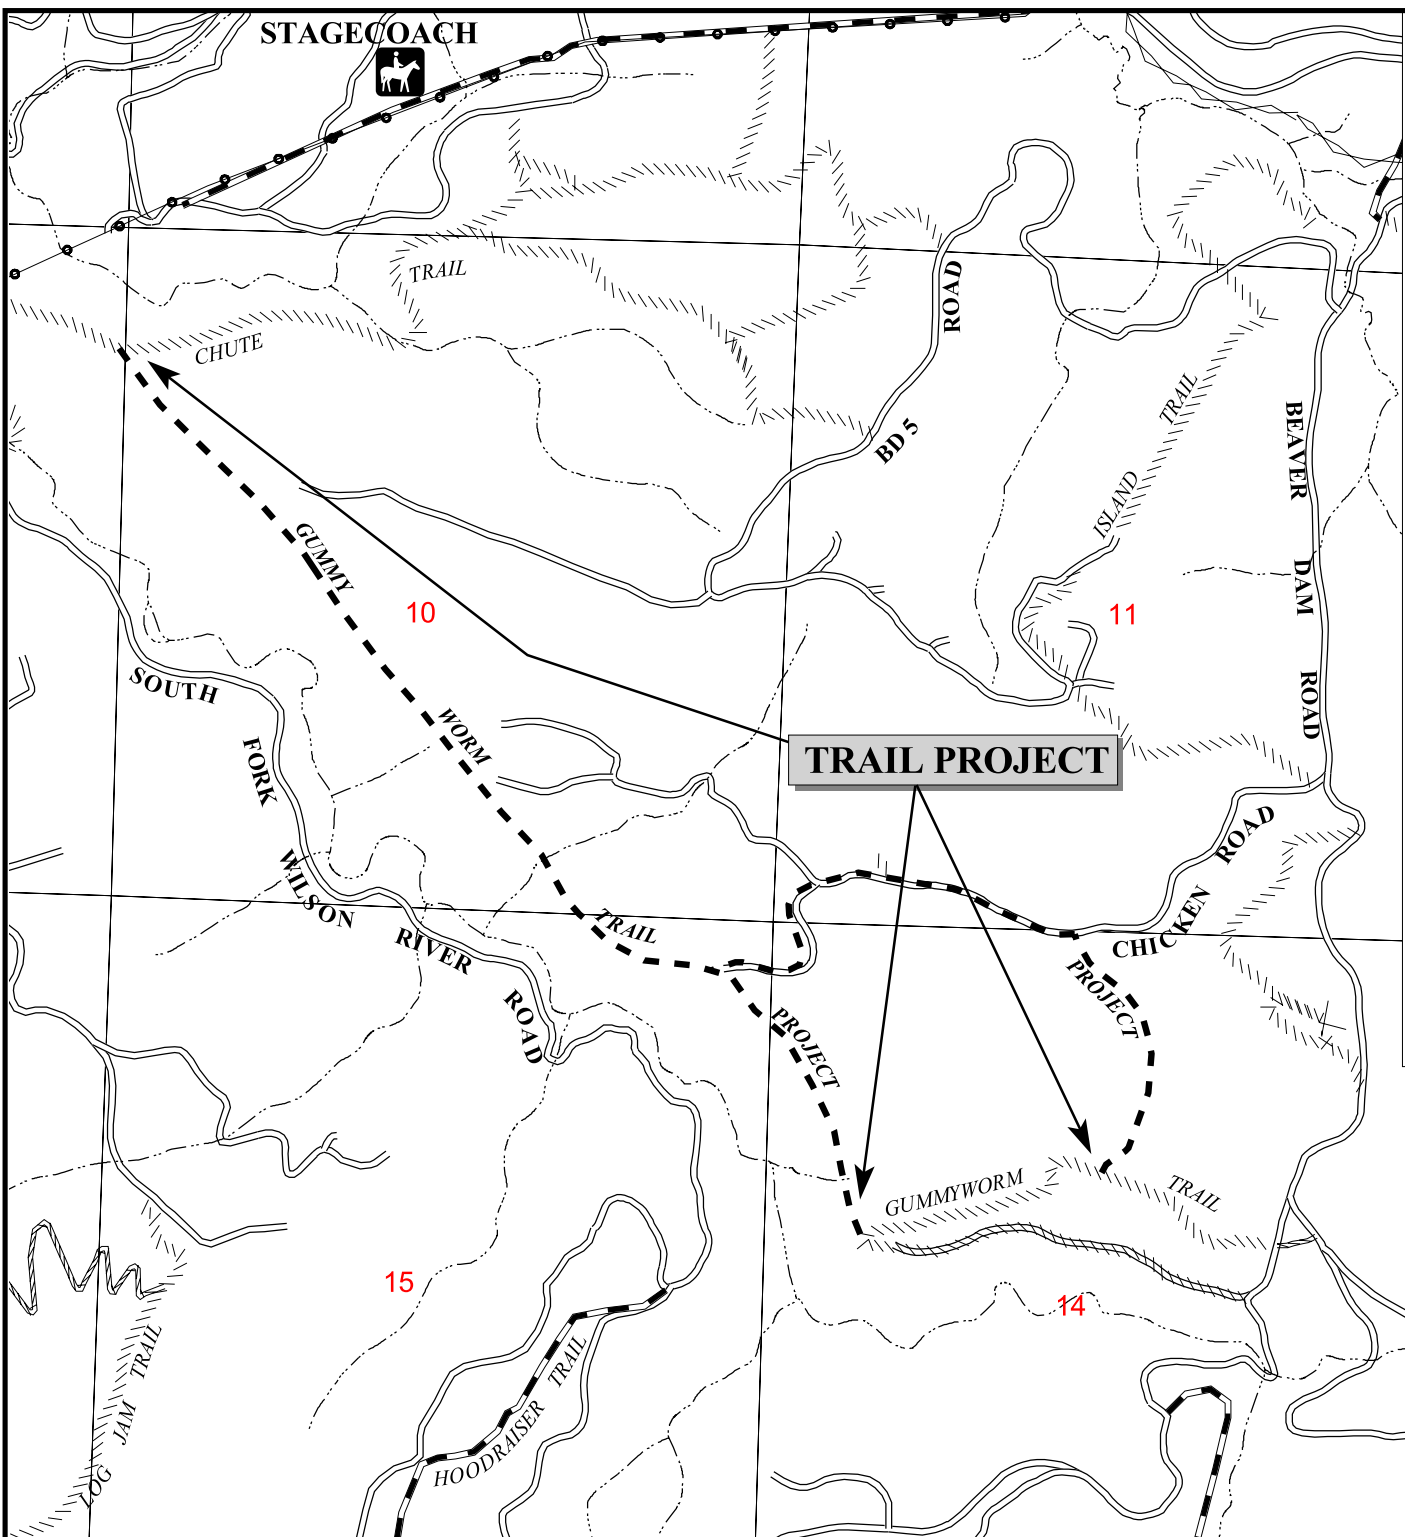 STAGECOACH
TRAIL
CHUTE
ROAD
BD 5
ISLAND TRAIL
BEAVER DAM ROAD
GUMMY WORM TRAIL
10
11
SOUTH FORK WILSON RIVER ROAD
TRAIL PROJECT
CHICKEN ROAD
PROJECT
PROJECT
GUMMYWORM TRAIL
15
14
LOG JAM TRAIL
HOODRAISER TRAIL